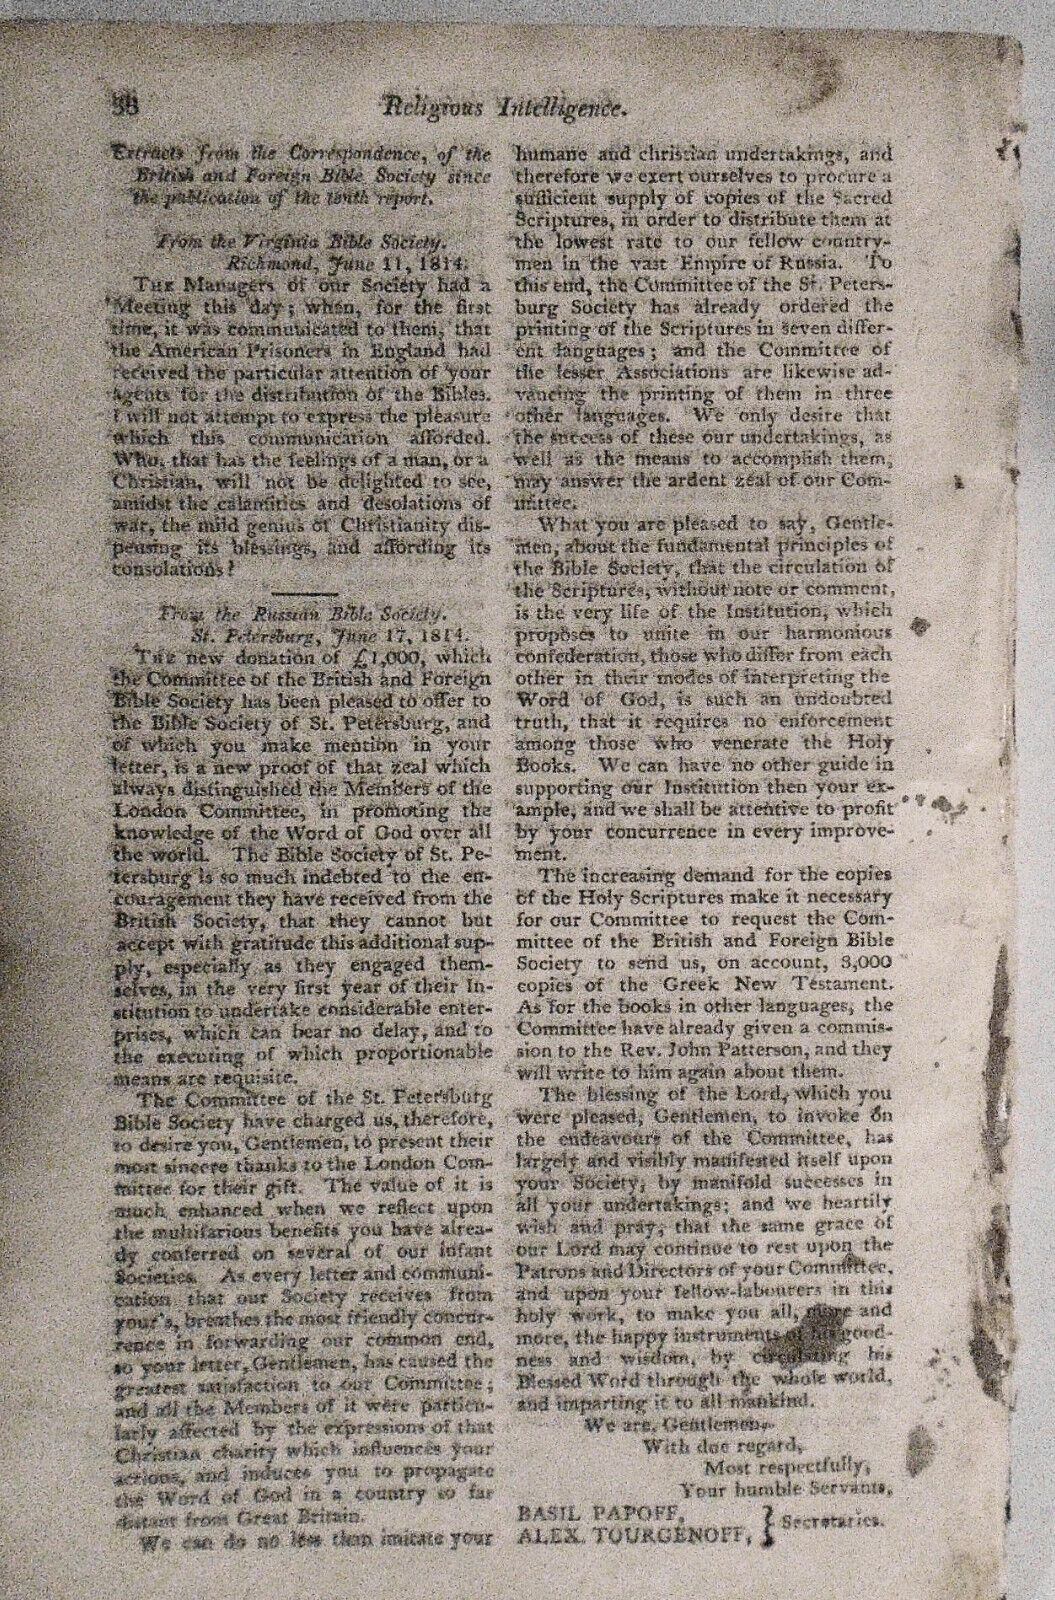 38
Religious Intelligence.
Extracts from the Correspondence, of the
British and Foreign Bible Society since
the publication of the tenth report.
From the Virginia Bible Society.
Richmond, June 11, 1814.
THE Managers of our Society had a
Meeting this day; when, for the first
time, it was communicated to them, that
the American Prisoners in England had
received the particular attention of your
Agents for the distribution of the Bibles.
I will not attempt to express the pleasure
which this communication afforded.
Who, that has the feelings of a man, or a
Christian, will not be delighted to see,
amidst the calamities and desolations of
war, the mild genius of Christianity dis-
pensing its blessings, and affording its
consolations!
From the Russian Bible Society.
St. Petersburg, June 17, 1814.
THE new donation of £1,000, which
the Committee of the British and Foreign
Bible Society has been pleased to offer to
the Bible Society of St. Petersburg, and
of which you make mention in your
letter, is a new proof of that zeal which
always distinguished the Members of the
London Committee, in promoting the
knowledge of the Word of God over all
the world. The Bible Society of St. Pe-
tersburg is so much indebted to the en-
couragement they have received from the
British Society, that they cannot but
accept with gratitude this additional sup-
ply, especially as they engaged them-
selves, in the very first year of their In-
stitution to undertake considerable enter-
prises, which can bear no delay, and to
the executing of which proportionable
means are requisite.
The Committee of the St. Petersburg
Bible Society have charged us, therefore,
to desire you, Gentlemen, to present their
most sincere thanks to the London Com-
mittee for their gift. The value of it is
much enhanced when we reflect upon
the multifarious benefits you have alrea-
dy conferred on several of our infant
Societies. As every letter and communi-
cation that our Society receives from
your's, breathes the most friendly concur-
rence in forwarding our common end,
so your letter, Gentlemen, has caused the
greatest satisfaction to our Committee;
and all the Members of it were particu-
larly affected by the expressions of that
Christian charity which influences your
actions, and induces you to propagate
the Word of God in a country so far
distant from Great Britain.
We can do no less than imitate your
humane and christian undertakings, and
therefore we exert ourselves to procure a
sufficient supply of copies of the Sacred
Scriptures, in order to distribute them at
the lowest rate to our fellow country-
men in the vast Empire of Russia. To
this end, the Committee of the St. Peters-
burg Society has already ordered the
printing of the Scriptures in seven differ-
ent languages; and the Committee of
the lesser Associations are likewise ad-
vancing the printing of them in three
other languages. We only desire that
the success of these our undertakings, as
well as the means to accomplish them,
may answer the ardent zeal of our Com-
mittee.
What you are pleased to say, Gentle-
men, about the fundamental principles of
the Bible Society, that the circulation of
the Scriptures, without note or comment,
is the very life of the Institution, which
proposes to unite in our harmonious
confederation, those who differ from each
other in their modes of interpreting the
Word of God, is such an undoubted
truth, that it requires no enforcement
among those who venerate the Holy
Books. We can have no other guide in
supporting our Institution then your ex-
ample, and we shall be attentive to profit
by your concurrence in every improve-
ment.
The increasing demand for the copies
of the Holy Scriptures make it necessary
for our Committee to request the Com-
mittee of the British and Foreign Bible
Society to send us, on account, 3,000
copies of the Greek New Testament.
As for the books in other languages, the
Committee have already given a commis-
sion to the Rev. John Patterson, and they
will write to him again about them.
The blessing of the Lord, which you
were pleased, Gentlemen, to invoke on
the endeavours of the Committee, has
largely and visibly manifested itself upon
your Society, by manifold successes in
all your undertakings; and we heartily
wish and pray, that the same grace of
our Lord may continue to rest upon the
Patrons and Directors of your Committee,
and upon your fellow-labourers in this
holy work, to make you all, more and
more, the happy instruments of his good-
ness and wisdom, by circulating his
Blessed Word through the whole world,
and imparting it to all mankind.
We are, Gentlemen,
With due regard,
Most respectfully,
Your humble Servants,
BASIL PAPOFF,
ALEX. TOURGENOFF, } Secretaries.